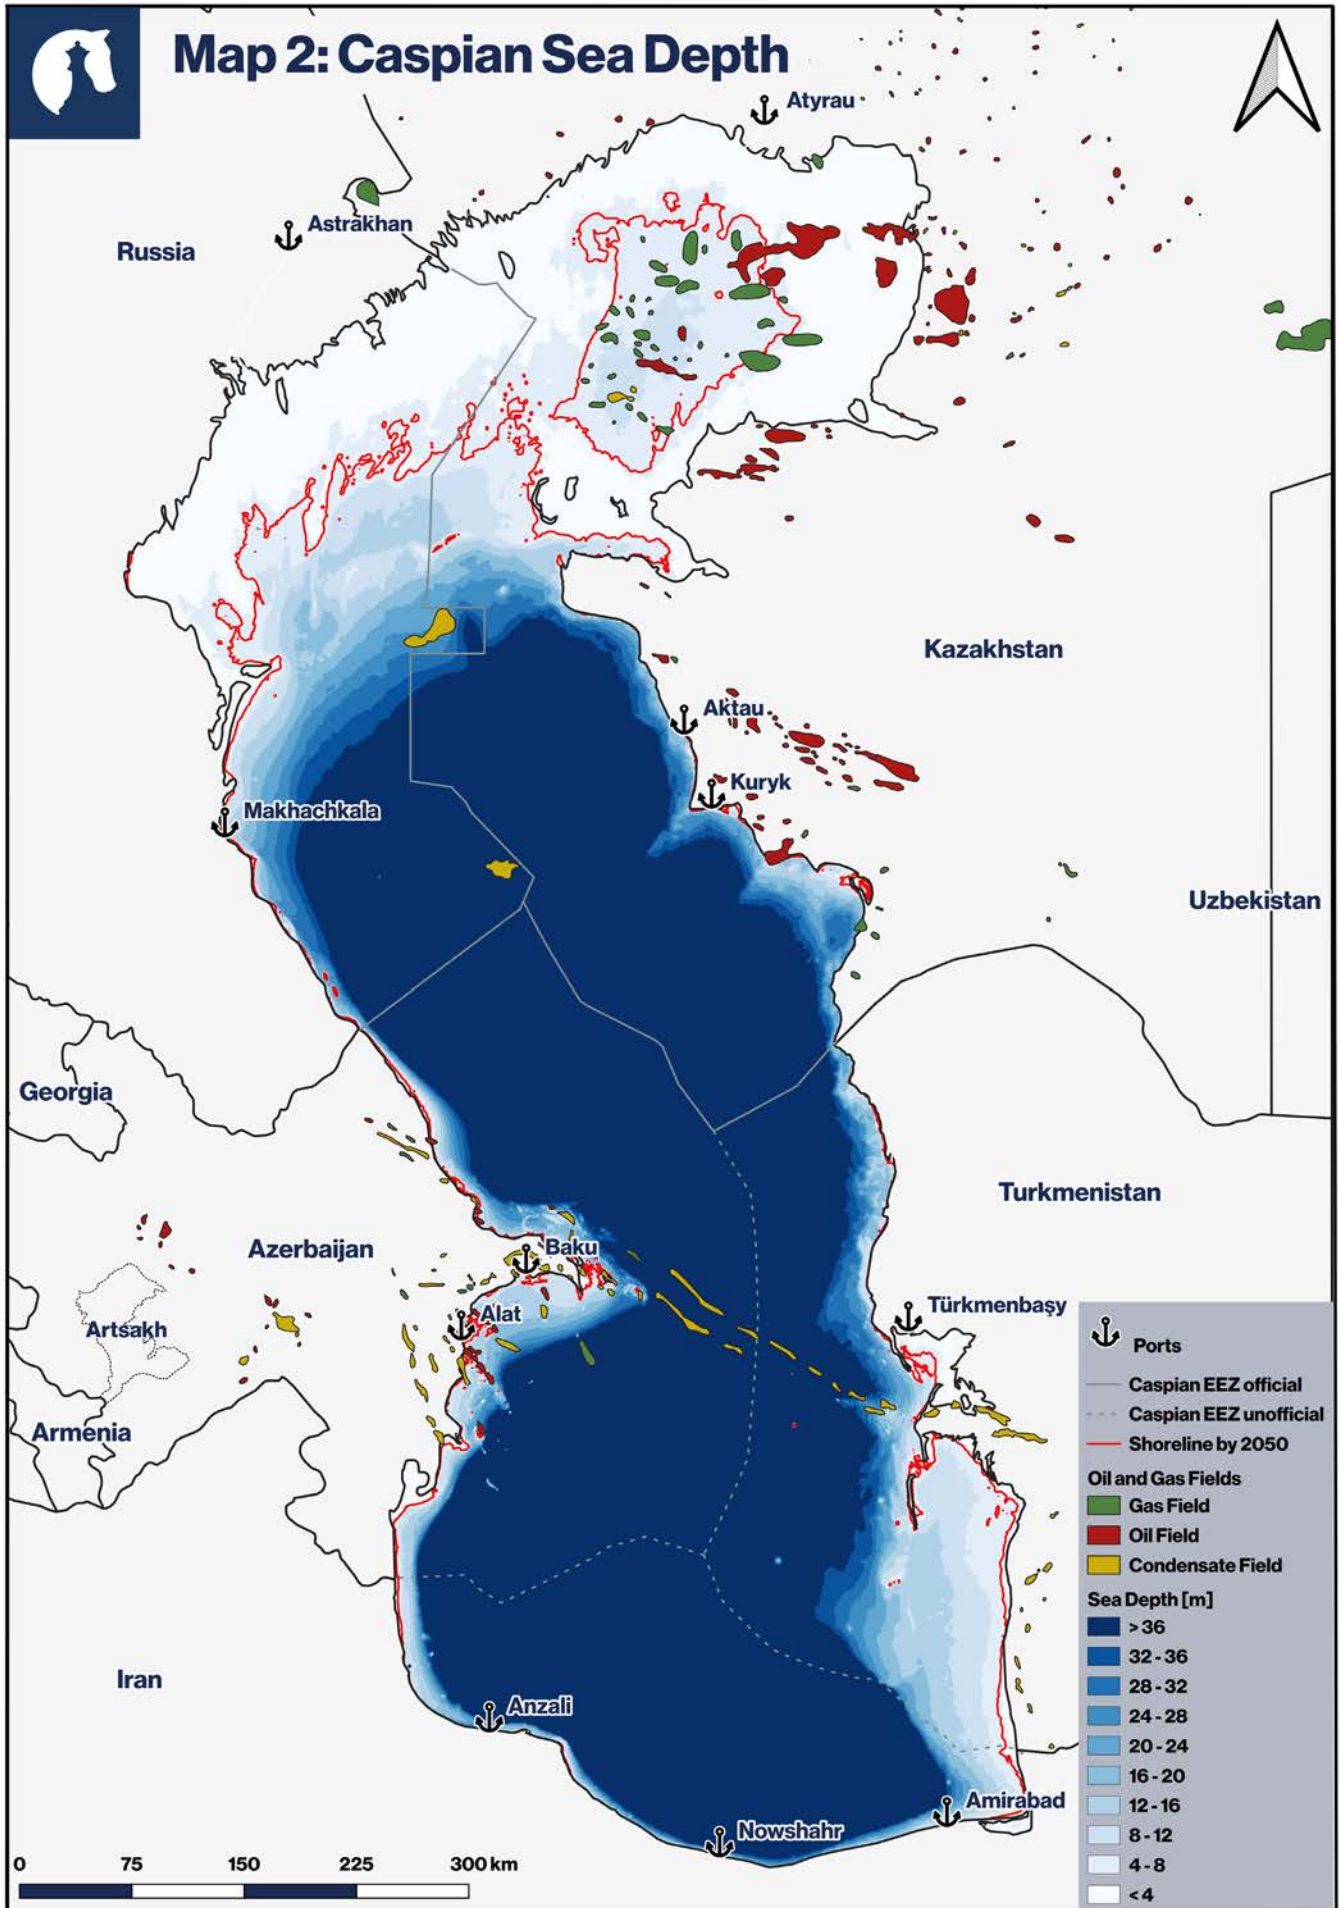 Map 2: Caspian Sea Depth
Atyrau
Astrakhan
Russia
Kazakhstan
Aktau
Kuryk
Makhachkala
Uzbekistan
Georgia
Turkmenistan
Azerbaijan
Baku
Alat
Türkmenbaşy
Artsakh
Armenia
Iran
Anzali
Amirabad
Nowshahr
0 75 150 225 300 km
Ports
Caspian EEZ official
Caspian EEZ unofficial
Shoreline by 2050
Oil and Gas Fields
Gas Field
Oil Field
Condensate Field
Sea Depth [m]
> 36
32 - 36
28 - 32
24 - 28
20 - 24
16 - 20
12 - 16
8 - 12
4 - 8
< 4